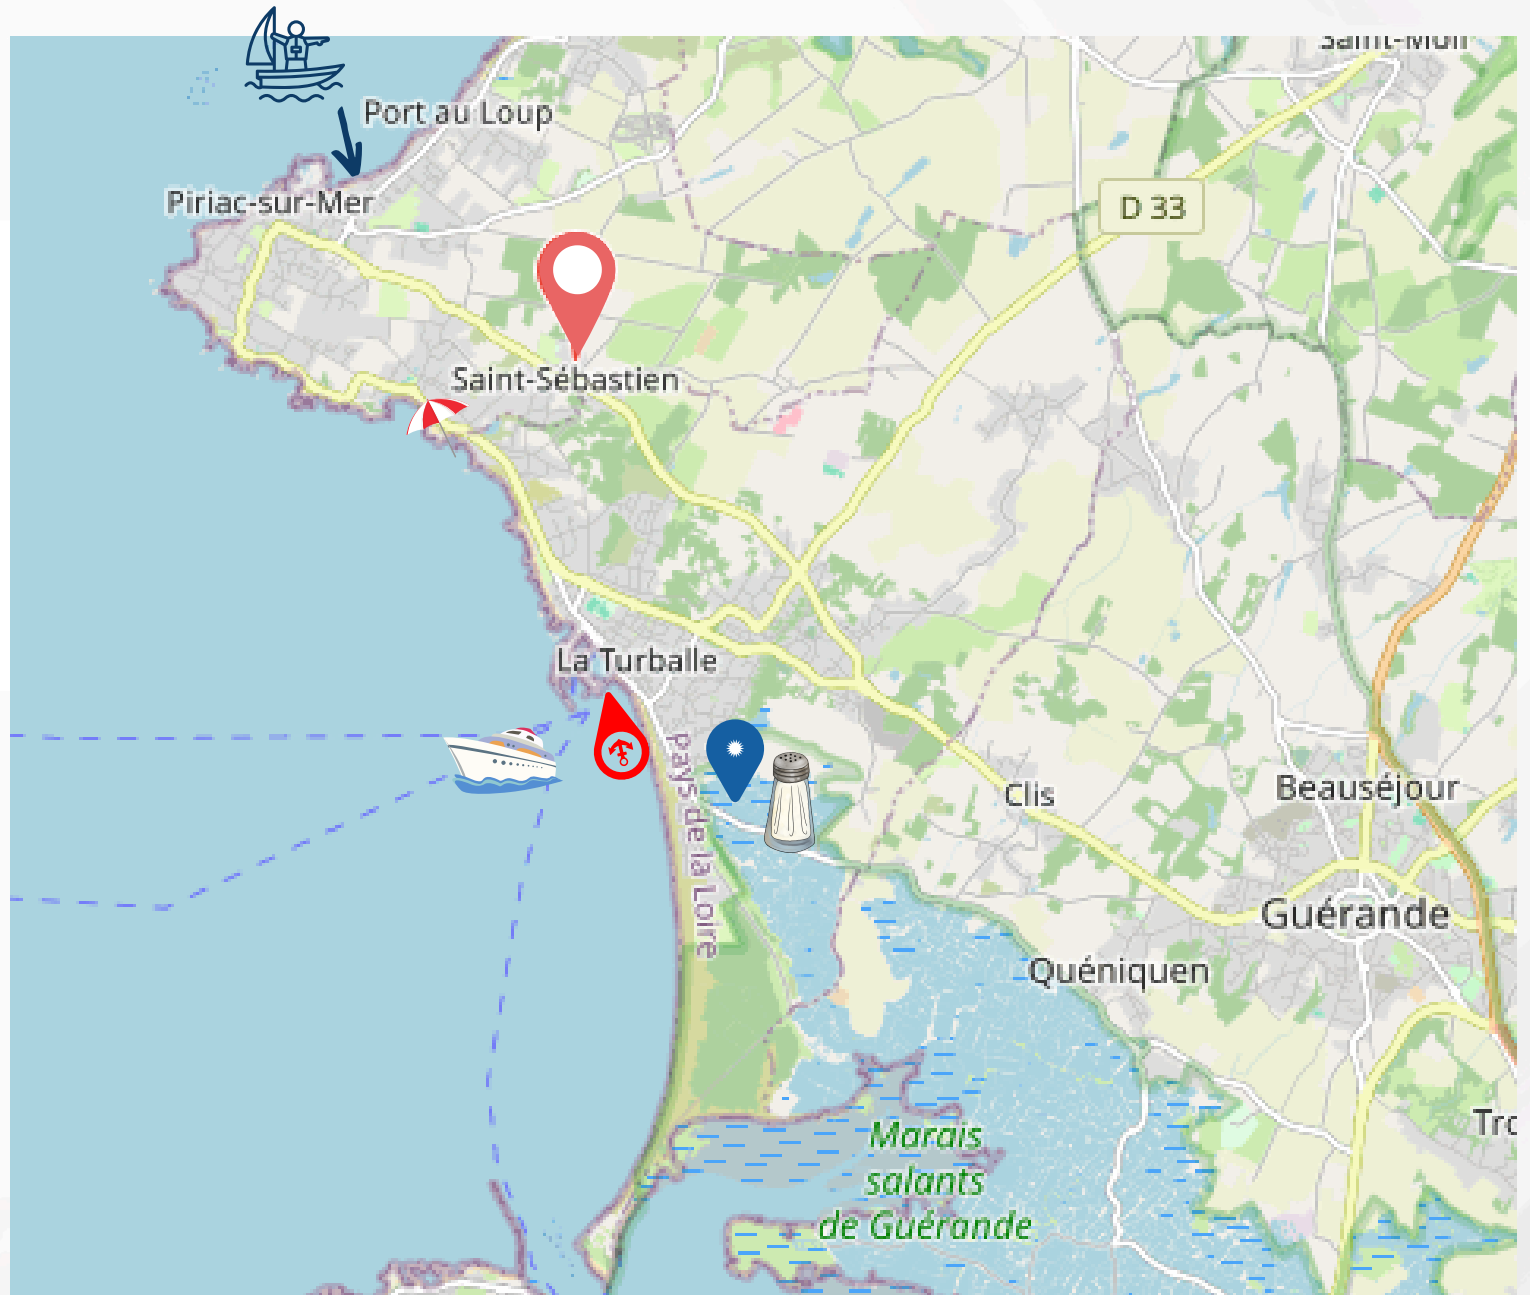 Port au Loup
Piriac-sur-Mer
D 33
Saint-Sébastien
La Turballe
pays de la Loire
Clis
Beauséjour
Guérande
Quéniquen
Marais
salants
de Guérande